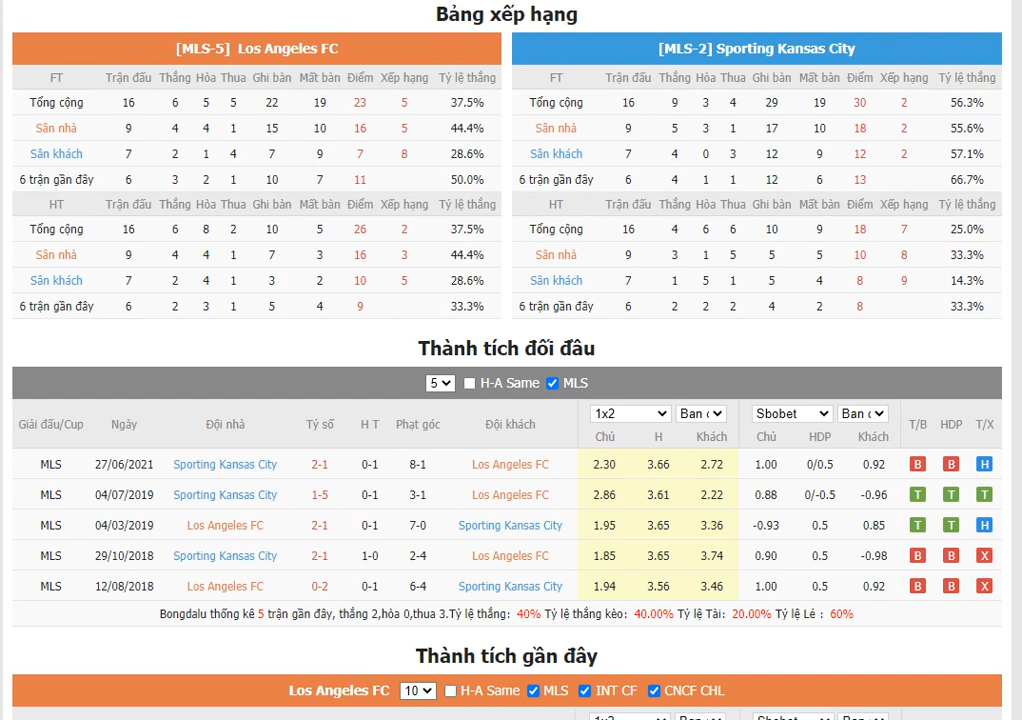 Bảng xếp hạng
[MLS-5] Los Angeles FC
FT Trận đấu Thắng Hòa Thua Ghi bàn Mất bàn Điểm Xếp hạng Tỷ lệ thắng
Tổng cộng 16 6 5 5 22 19 23 5 37.5%
Sân nhà 9 4 4 1 15 10 16 5 44.4%
Sân khách 7 2 1 4 7 9 7 8 28.6%
6 trận gần đây 6 3 2 1 10 7 11 50.0%
HT Trận đấu Thắng Hòa Thua Ghi bàn Mất bàn Điểm Xếp hạng Tỷ lệ thắng
Tổng cộng 16 6 8 2 10 5 26 2 37.5%
Sân nhà 9 4 4 1 7 3 16 3 44.4%
Sân khách 7 2 4 1 3 2 10 5 28.6%
6 trận gần đây 6 2 3 1 5 4 9 33.3%
[MLS-2] Sporting Kansas City
FT Trận đấu Thắng Hòa Thua Ghi bàn Mất bàn Điểm Xếp hạng Tỷ lệ thắng
Tổng cộng 16 9 3 4 29 19 30 2 56.3%
Sân nhà 9 5 3 1 17 10 18 2 55.6%
Sân khách 7 4 0 3 12 9 12 2 57.1%
6 trận gần đây 6 4 1 1 12 6 13 66.7%
HT Trận đấu Thắng Hòa Thua Ghi bàn Mất bàn Điểm Xếp hạng Tỷ lệ thắng
Tổng cộng 16 4 6 6 10 9 18 7 25.0%
Sân nhà 9 3 1 5 5 5 10 8 33.3%
Sân khách 7 1 5 1 5 4 8 9 14.3%
6 trận gần đây 6 2 2 2 4 2 8 33.3%
Thành tích đối đầu
5 H-A Same MLS
1x2 Ban Sbobet Ban
Giải đấu/Cup Ngày Đội nhà Tỷ số H T Phạt góc Đội khách Chủ H Khách Chủ HDP Khách T/B HDP T/X
MLS 27/06/2021 Sporting Kansas City 2-1 0-1 8-1 Los Angeles FC 2.30 3.66 2.72 1.00 0/0.5 0.92 B B H
MLS 04/07/2019 Sporting Kansas City 1-5 0-1 3-1 Los Angeles FC 2.86 3.61 2.22 0.88 0/-0.5 -0.96 T T T
MLS 04/03/2019 Los Angeles FC 2-1 0-1 7-0 Sporting Kansas City 1.95 3.65 3.36 -0.93 0.5 0.85 T T H
MLS 29/10/2018 Sporting Kansas City 2-1 1-0 2-4 Los Angeles FC 1.85 3.65 3.74 0.90 0.5 -0.98 B B X
MLS 12/08/2018 Los Angeles FC 0-2 0-1 6-4 Sporting Kansas City 1.94 3.56 3.46 1.00 0.5 0.92 B B X
Bongdalu thống kê 5 trận gần đây, thắng 2,hòa 0,thua 3.Tỷ lệ thắng: 40% Tỷ lệ thắng kèo: 40.00% Tỷ lệ Tài: 20.00% Tỷ lệ Lẻ : 60%
Thành tích gần đây
Los Angeles FC 10 H-A Same MLS INT CF CNCF CHL
1x2 Ban Sbobet Ban